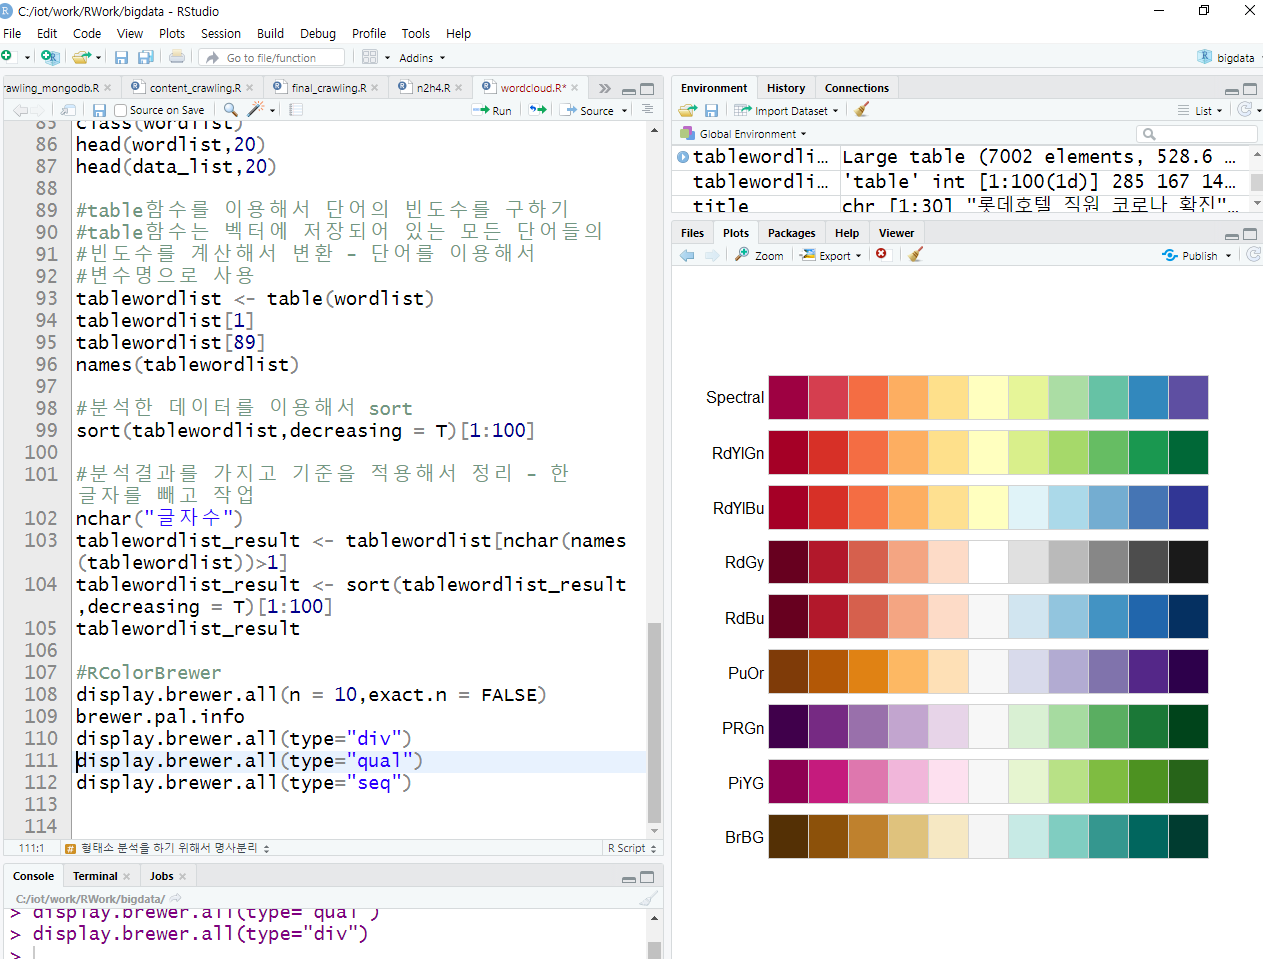 C:/iot/work/RWork/bigdata - RStudio
File Edit Code View Plots Session Build Debug Profile Tools Help
Go to file/function Addins bigdata
rawling_mongodb.R content_crawling.R final_crawling.R n2h4.R wordcloud.R*
Source on Save Run Source
85 class(wordlist)
86 head(wordlist,20)
87 head(data_list,20)
88
89 #table함수를 이용해서 단어의 빈도수를 구하기
90 #table함수는 벡터에 저장되어 있는 모든 단어들의
91 #빈도수를 계산해서 변환 - 단어를 이용해서
92 #변수명으로 사용
93 tablewordlist <- table(wordlist)
94 tablewordlist[1]
95 tablewordlist[89]
96 names(tablewordlist)
97
98 #분석한 데이터를 이용해서 sort
99 sort(tablewordlist,decreasing = T)[1:100]
100
101 #분석결과를 가지고 기준을 적용해서 정리 - 한
글자를 빼고 작업
102 nchar("글자수")
103 tablewordlist_result <- tablewordlist[nchar(names
(tablewordlist))>1]
104 tablewordlist_result <- sort(tablewordlist_result
,decreasing = T)[1:100]
105 tablewordlist_result
106
107 #RColorBrewer
108 display.brewer.all(n = 10,exact.n = FALSE)
109 brewer.pal.info
110 display.brewer.all(type="div")
111 display.brewer.all(type="qual")
112 display.brewer.all(type="seq")
113
114
111:1 # 형태소 분석을 하기 위해서 명사분리 R Script
Console Terminal Jobs
C:/iot/work/RWork/bigdata/
> display.brewer.all(type="qual")
> display.brewer.all(type="div")
>
Environment History Connections
Import Dataset List
Global Environment
tablewordli… Large table (7002 elements, 528.6 …
tablewordli… 'table' int [1:100(1d)] 285 167 14…
title chr [1:30] "롯데호텔 직원 코로나 확진"…
Files Plots Packages Help Viewer
Zoom Export Publish
Spectral
RdYlGn
RdYlBu
RdGy
RdBu
PuOr
PRGn
PiYG
BrBG